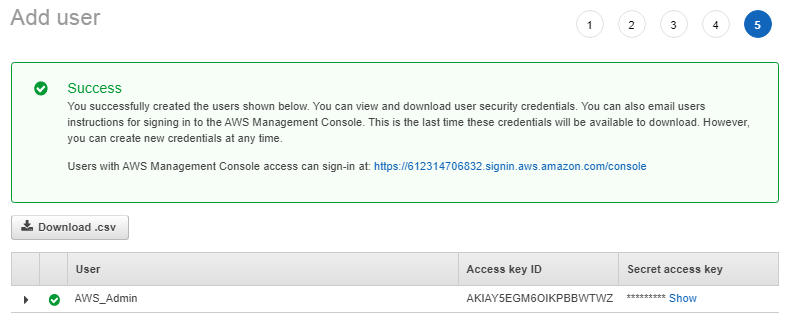 Add user
1 2 3 4 5
Success
You successfully created the users shown below. You can view and download user security credentials. You can also email users
instructions for signing in to the AWS Management Console. This is the last time these credentials will be available to download. However,
you can create new credentials at any time.
Users with AWS Management Console access can sign-in at: https://612314706832.signin.aws.amazon.com/console
Download .csv
User Access key ID Secret access key
AWS_Admin AKIAY5EGM6OIKPBBWTWZ ********* Show